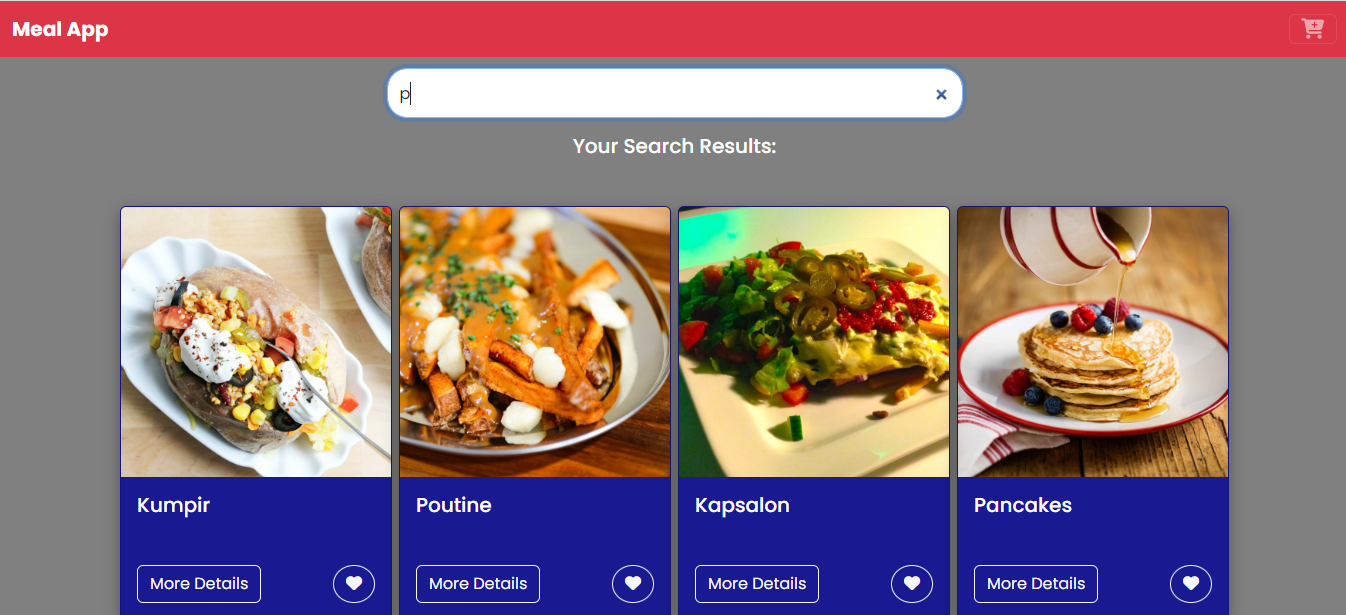 Meal App
p
Your Search Results:
Kumpir
Poutine
Kapsalon
Pancakes
More Details
More Details
More Details
More Details